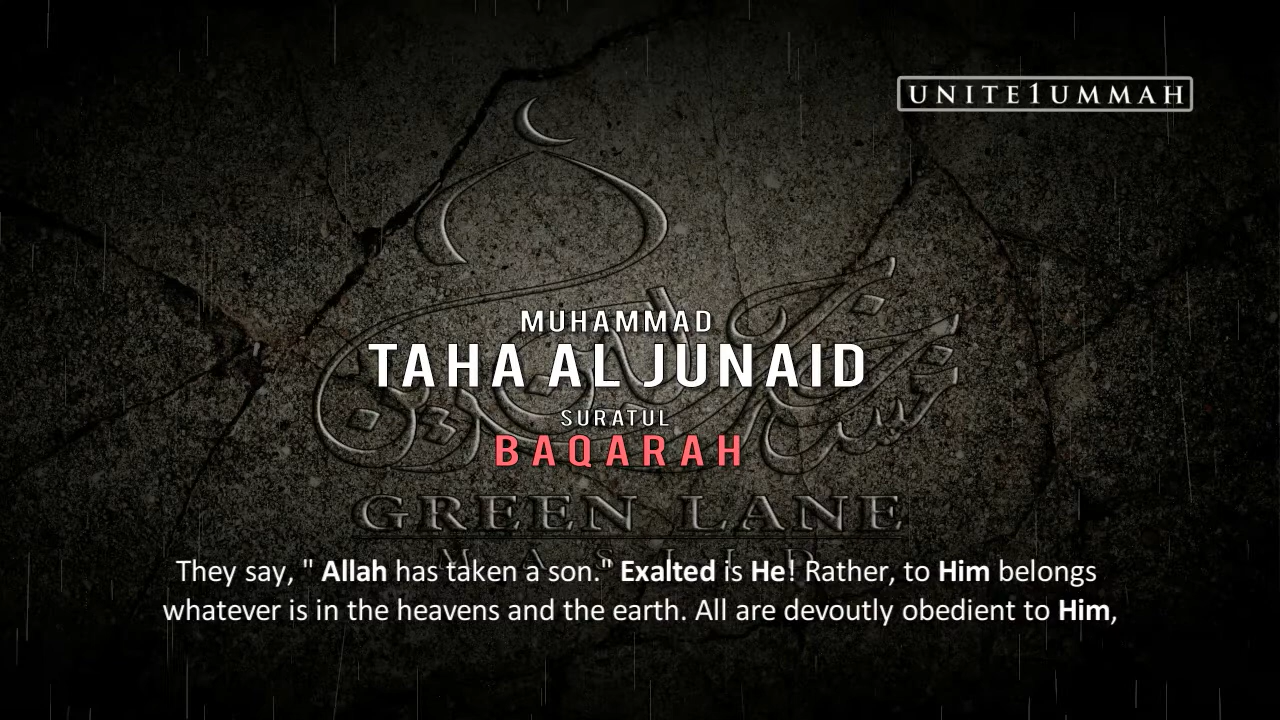 UNITE1UMMAH
MUHAMMAD
TAHA AL JUNAID
SURATUL
BAQARAH
GREEN LANE
MASJID
They say, " Allah has taken a son." Exalted is He! Rather, to Him belongs
whatever is in the heavens and the earth. All are devoutly obedient to Him,